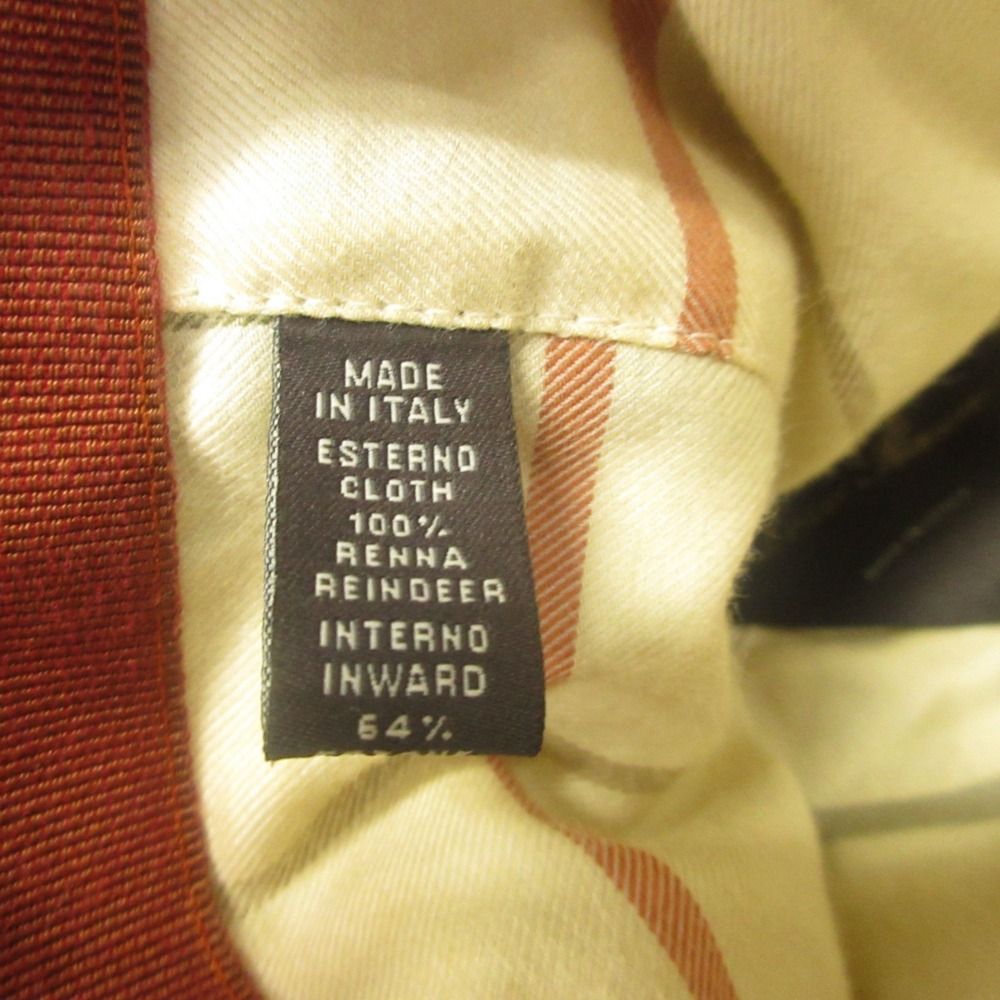 MADE
IN ITALY
ESTERNO
CLOTH
100%
RENNA
REINDEER
INTERNO
INWARD
64%